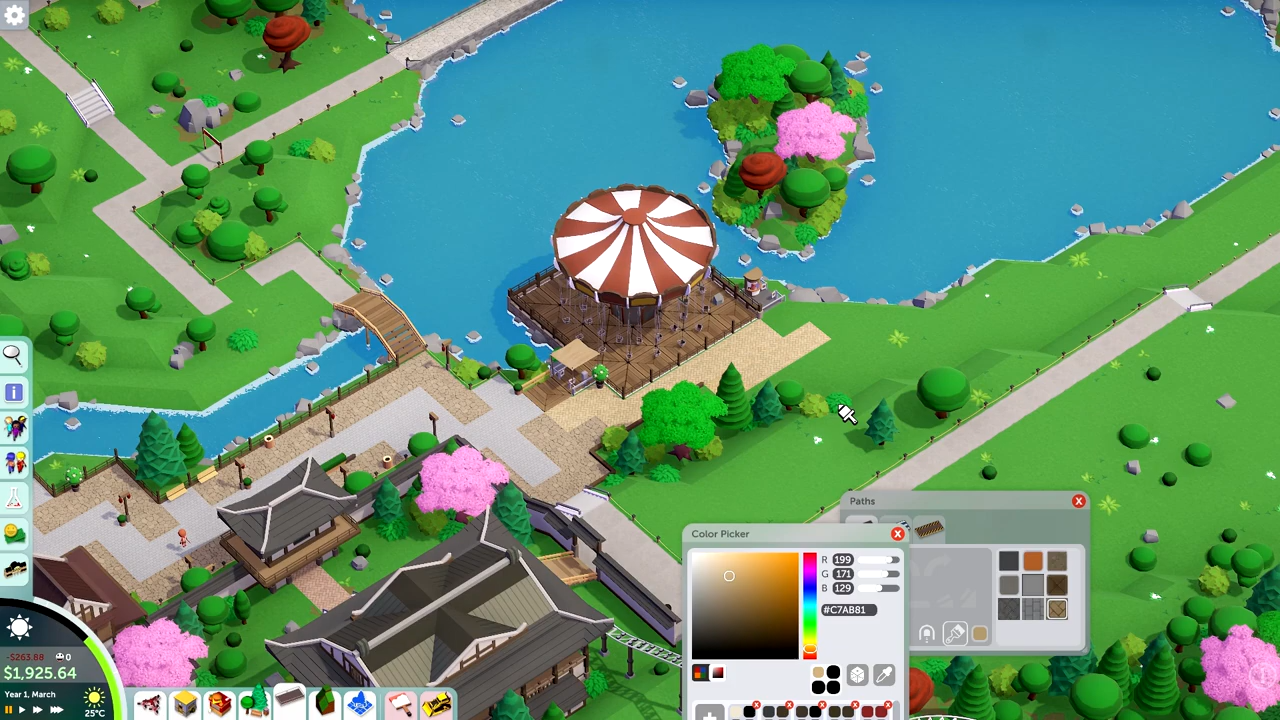 Paths
Color Picker
R 199
G 171
B 129
#C7AB81
-$263.88 0
$1,925.64
Year 1, March
25°C